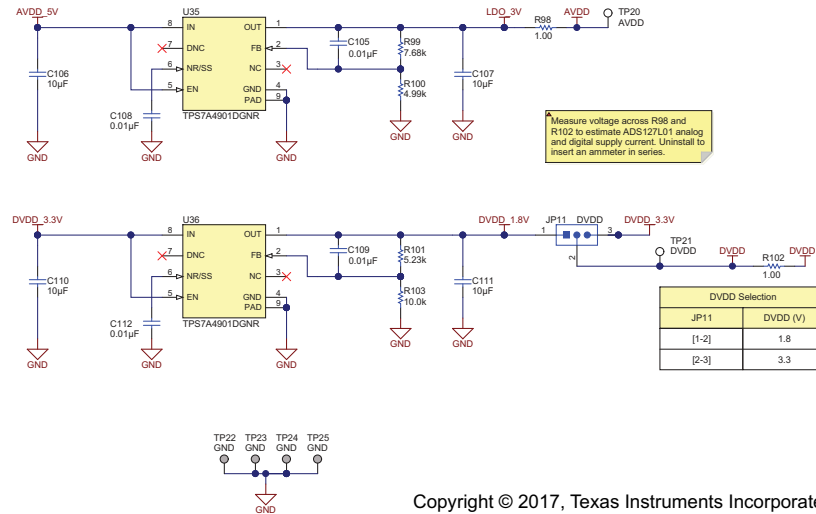 AVDD_5V
U35
LDO_3V
R98
1.00
AVDD
TP20
AVDD
8
IN
OUT
1
7
DNC
FB
2
6
NR/SS
NC
3
5
EN
GND
4
PAD
9
TPS7A4901DGNR
C106
10µF
C108
0.01µF
C105
0.01µF
R99
7.68k
R100
4.99k
C107
10µF
GND
GND
GND
GND
GND
Measure voltage across R98 and
R102 to estimate ADS127L01 analog
and digital supply current. Uninstall to
insert an ammeter in series.
DVDD_3.3V
U36
DVDD_1.8V
JP11
DVDD
DVDD_3.3V
8
IN
OUT
1
7
DNC
FB
2
6
NR/SS
NC
3
5
EN
GND
4
PAD
9
TPS7A4901DGNR
C110
10µF
C112
0.01µF
C109
0.01µF
R101
5.23k
R103
10.0k
C111
10µF
1
3
2
TP21
DVDD
DVDD
R102
1.00
DVDD
GND
GND
GND
GND
GND
DVDD Selection
JP11 DVDD (V)
[1-2] 1.8
[2-3] 3.3
TP22 TP23 TP24 TP25
GND GND GND GND
GND
Copyright © 2017, Texas Instruments Incorporate